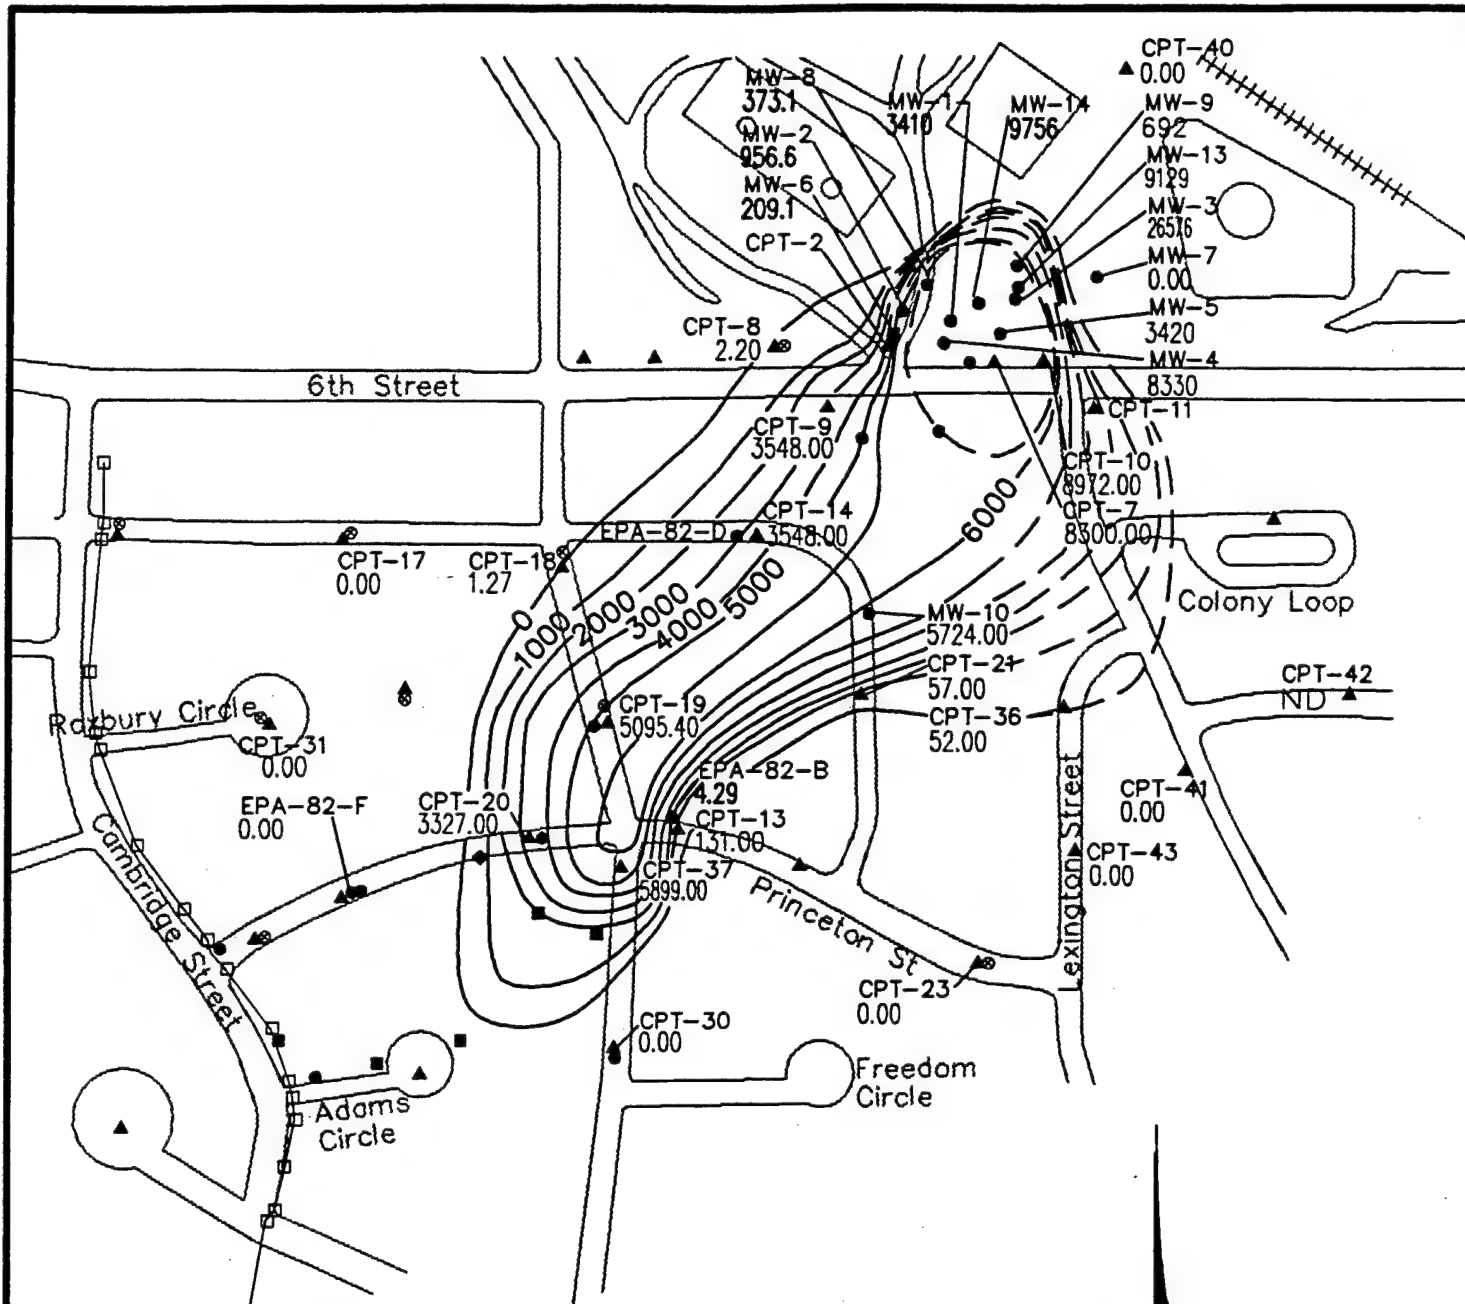 CPT-40
0.00
MW-8
373.1
MW-1
3410
MW-14
9756
MW-9
692
MW-2
956.6
MW-13
9129
MW-6
209.1
MW-3
CPT-2
MW-7
0.00
MW-5
3420
CPT-8
2.20
MW-4
8330
6th Street
CPT-11
CPT-9
3548.00
CPT-10
8972.00
6000
CPT-14
3548.00
EPA-82-D
CPT-7
8300.00
CPT-17
0.00
CPT-18
1.27
0
1000
2000
3000
4000
5000
Colony Loop
MW-10
5724.00
CPT-21
57.00
CPT-42
ND
CPT-36
52.00
Roxbury Circle
CPT-31
0.00
CPT-19
5095.40
EPA-82-B
4.29
CPT-41
0.00
EPA-82-F
0.00
CPT-20
3327.00
CPT-13
131.00
CPT-43
0.00
CPT-37
5899.00
Cambridge Street
Princeton St
Lexington Street
CPT-23
0.00
CPT-30
0.00
Freedom
Circle
Adams
Circle